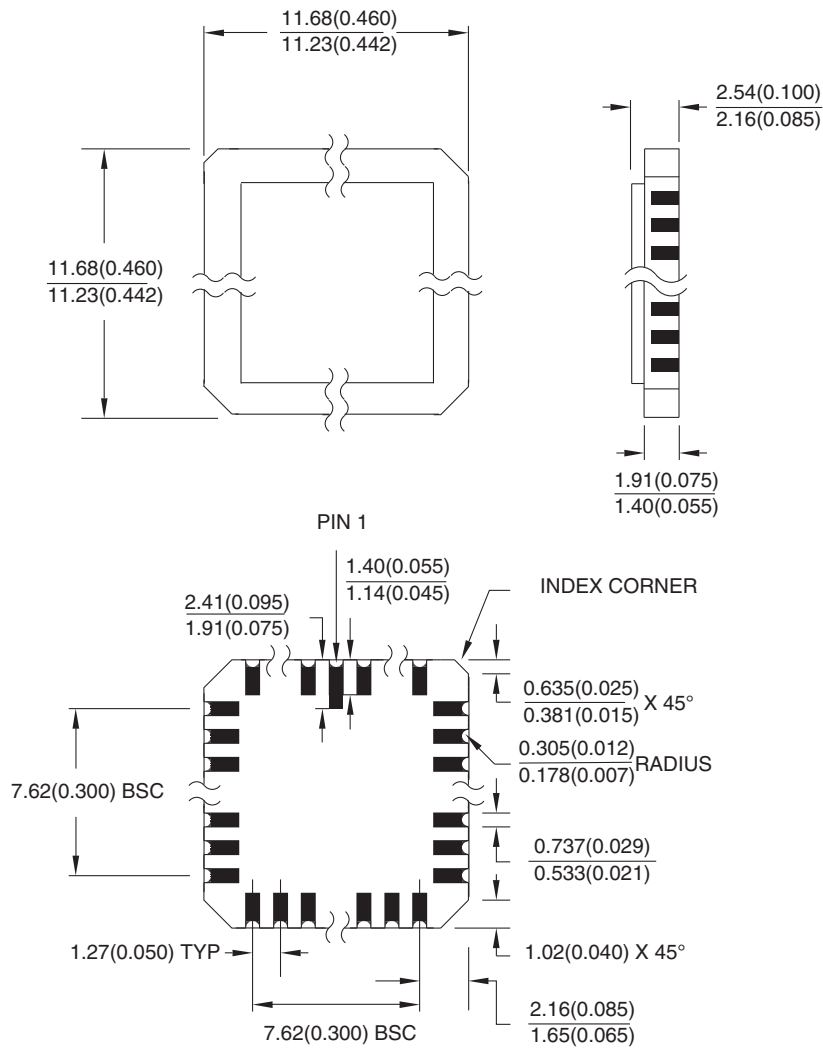 11.68(0.460)
11.23(0.442)
2.54(0.100)
2.16(0.085)
11.68(0.460)
11.23(0.442)
1.91(0.075)
1.40(0.055)
PIN 1
1.40(0.055)
1.14(0.045)
INDEX CORNER
2.41(0.095)
1.91(0.075)
0.635(0.025)
0.381(0.015) X 45°
0.305(0.012)
0.178(0.007) RADIUS
7.62(0.300) BSC
0.737(0.029)
0.533(0.021)
1.27(0.050) TYP
1.02(0.040) X 45°
7.62(0.300) BSC
2.16(0.085)
1.65(0.065)